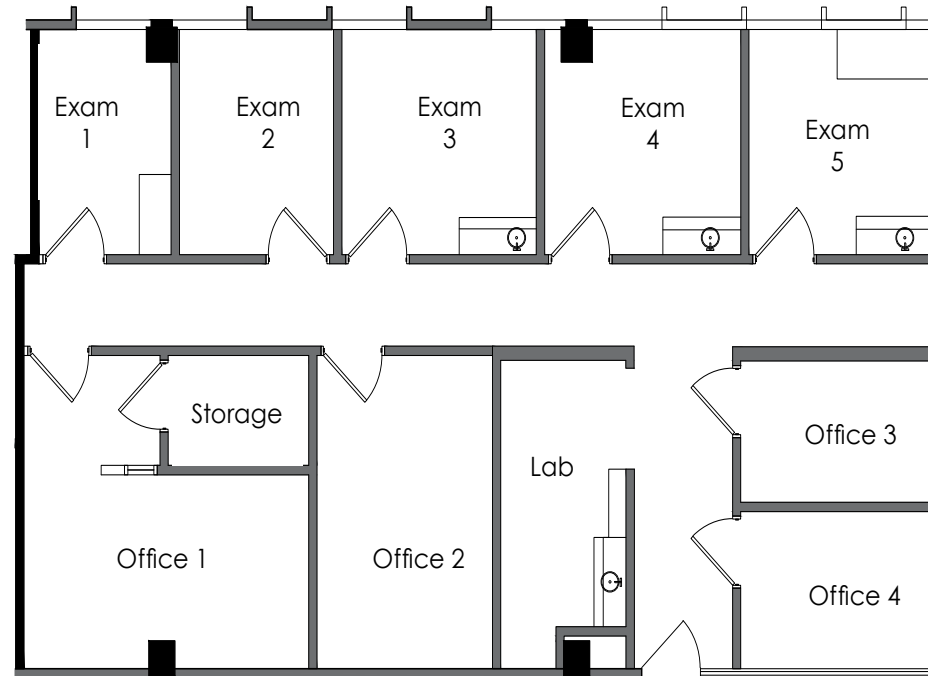 Exam
1
Exam
2
Exam
3
Exam
4
Exam
5
Storage
Office 3
Lab
Office 1
Office 2
Office 4